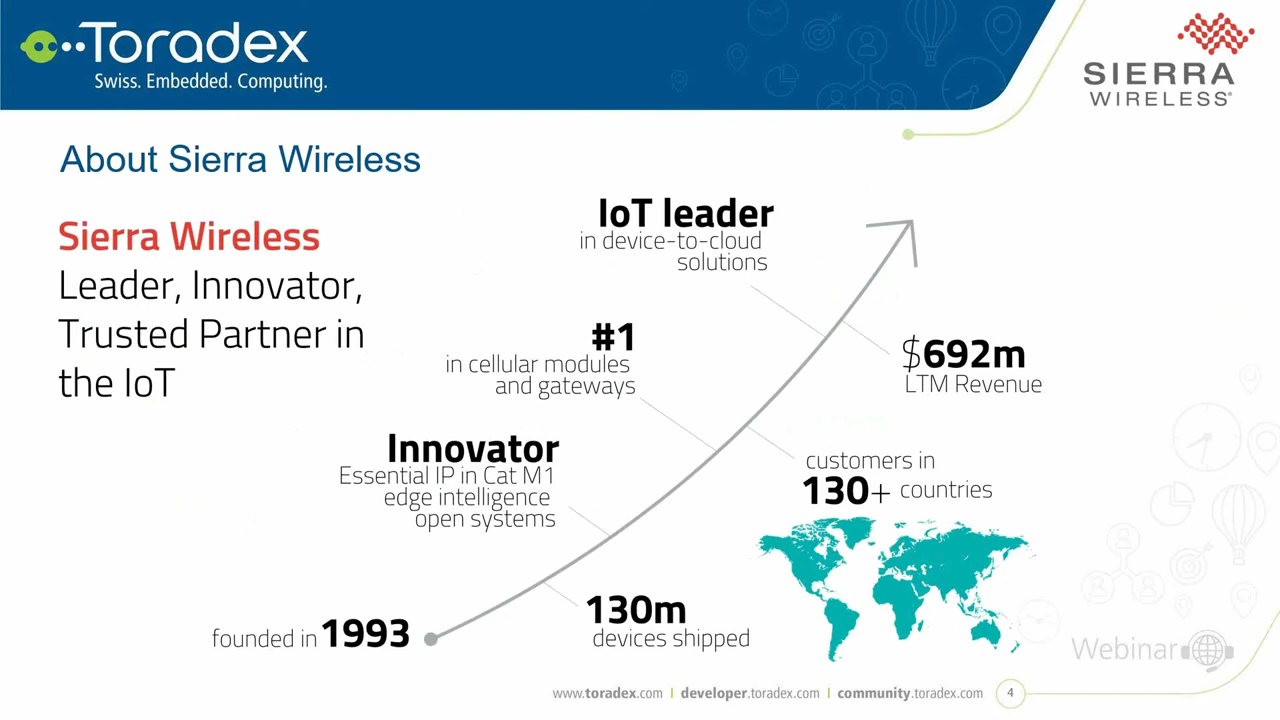 Toradex
Swiss. Embedded. Computing.
SIERRA
WIRELESS®
About Sierra Wireless
Sierra Wireless
Leader, Innovator,
Trusted Partner in
the IoT
IoT leader
in device-to-cloud
solutions
#1
in cellular modules
and gateways
$692m
LTM Revenue
Innovator
Essential IP in Cat M1
edge intelligence
open systems
customers in
130+ countries
founded in 1993
130m
devices shipped
Webinar
www.toradex.com | developer.toradex.com | community.toradex.com 4